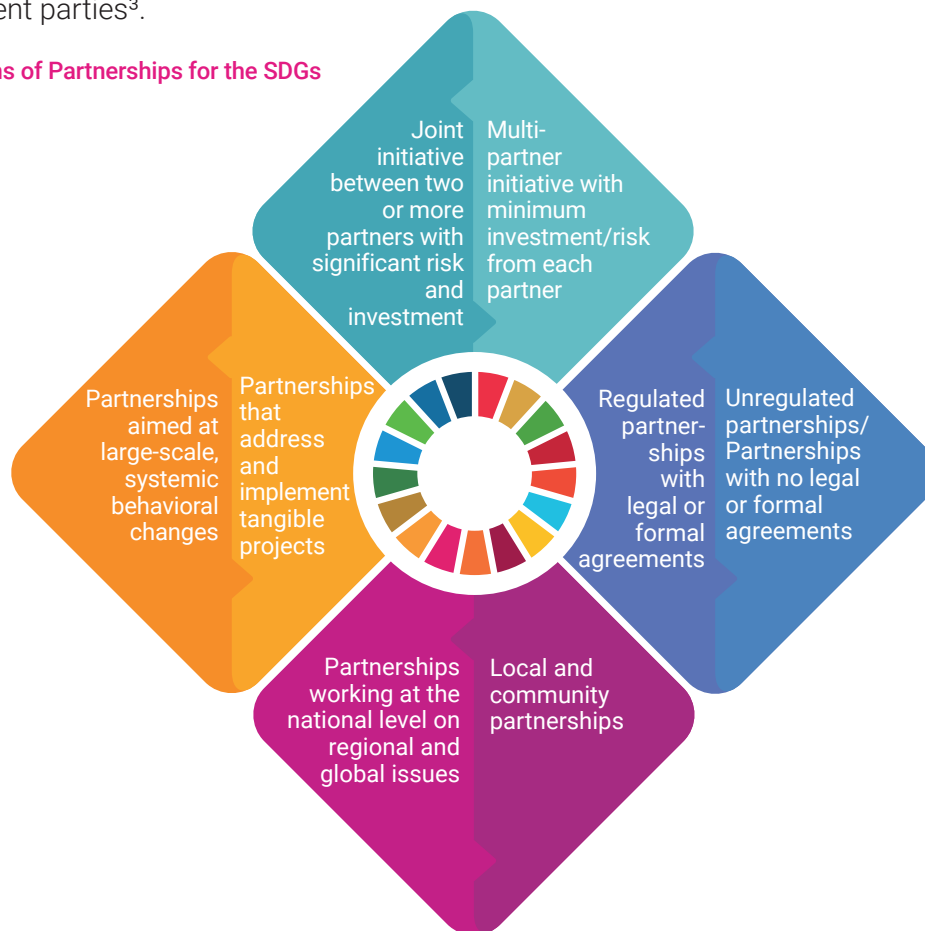 ent parties³.
s of Partnerships for the SDGs
Joint
initiative
between two
or more
partners with
significant risk
and
investment
Multi-
partner
initiative with
minimum
investment/risk
from each
partner
Partnerships
aimed at
large-scale,
systemic
behavioral
changes
Partnerships
that
address
and
implement
tangible
projects
Regulated
partner-
ships
with
legal or
formal
agreements
Unregulated
partnerships/
Partnerships
with no legal
or formal
agreements
Partnerships
working at the
national level on
regional and
global issues
Local and
community
partnerships